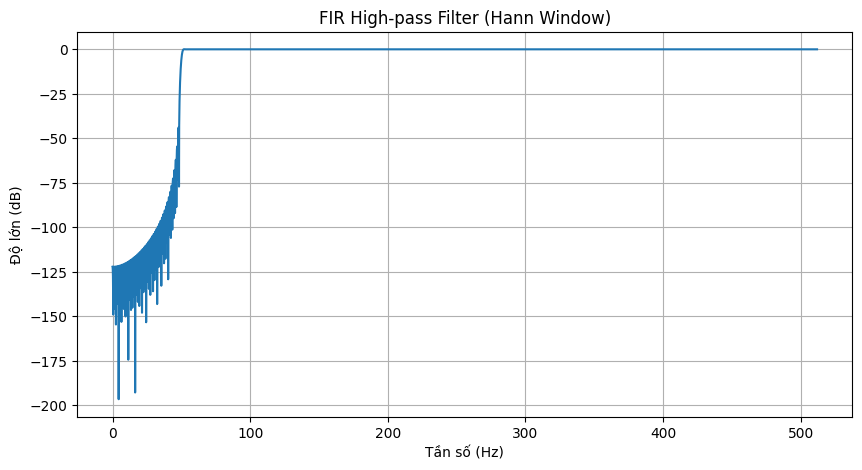 FIR High-pass Filter (Hann Window)
0
−25
−50
−75
−100
−125
−150
−175
−200
Độ lớn (dB)
0 100 200 300 400 500
Tần số (Hz)